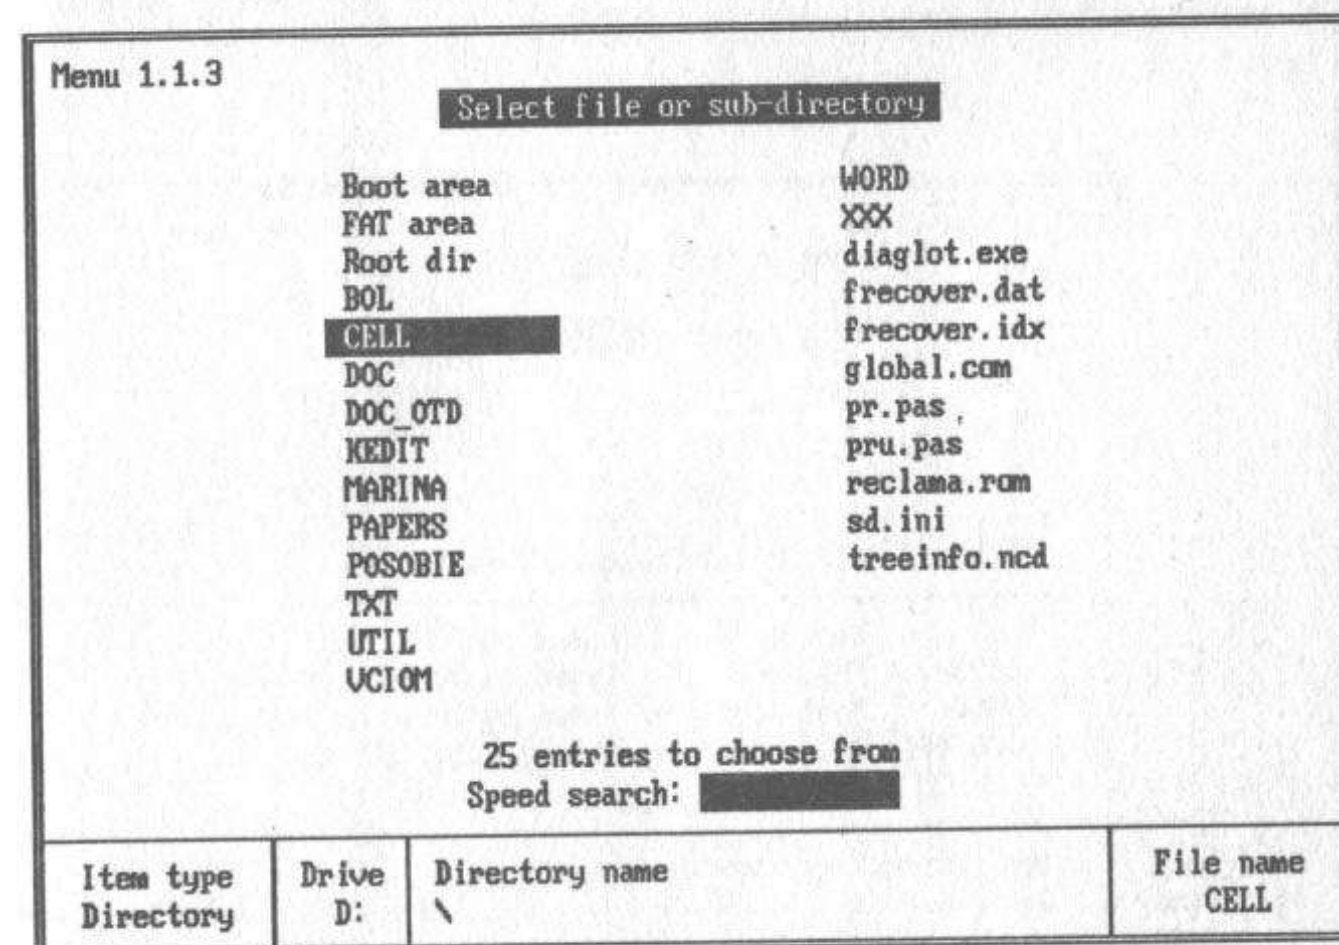 Menu 1.1.3
Select file or sub-directory
Boot area
FAT area
Root dir
BOL
CELL
DOC
DOC_OTD
KEDIT
MARINA
PAPERS
POSOBIE
TXT
UTIL
VCIOM
WORD
XXX
diaglot.exe
frecover.dat
frecover.idx
global.com
pr.pas
pru.pas
reclama.rom
sd.ini
treeinfo.ncd
25 entries to choose from
Speed search:
Item type
Directory
Drive
D:
Directory name
\
File name
CELL